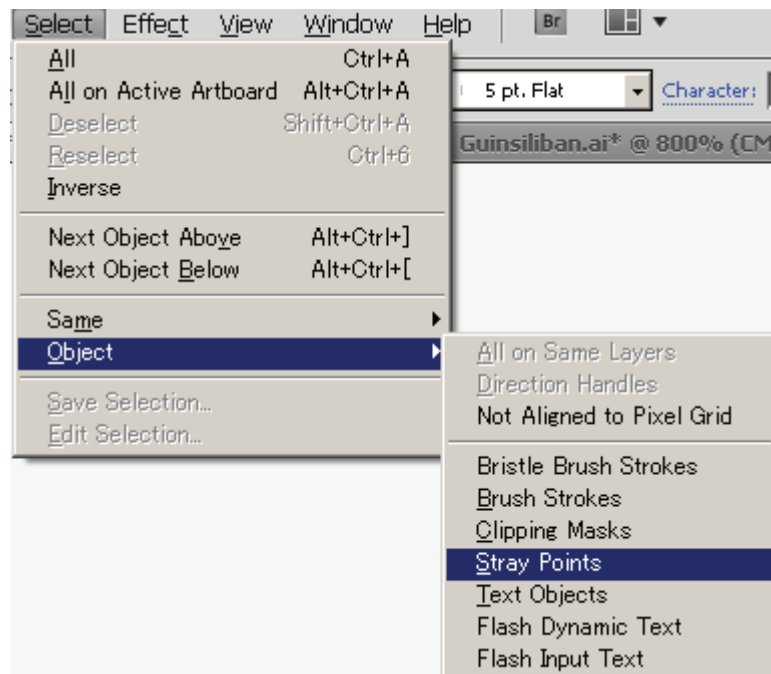 Select Effect View Window Help Br
All Ctrl+A
All on Active Artboard Alt+Ctrl+A
5 pt. Flat Character:
Deselect Shift+Ctrl+A
Reselect Ctrl+6
Guinsiliban.ai* @ 800% (CM
Inverse
Next Object Above Alt+Ctrl+]
Next Object Below Alt+Ctrl+[
Same
Object
Save Selection...
Edit Selection...
All on Same Layers
Direction Handles
Not Aligned to Pixel Grid
Bristle Brush Strokes
Brush Strokes
Clipping Masks
Stray Points
Text Objects
Flash Dynamic Text
Flash Input Text